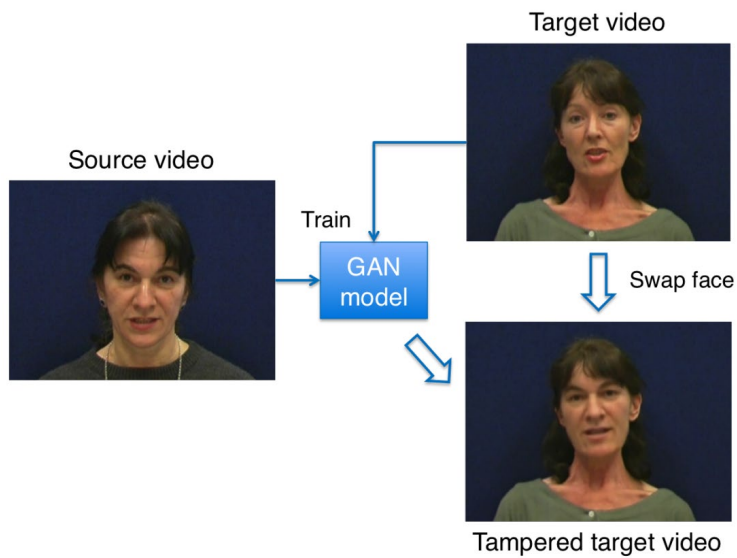 Target video
Source video
Train
GAN
model
Swap face
Tampered target video